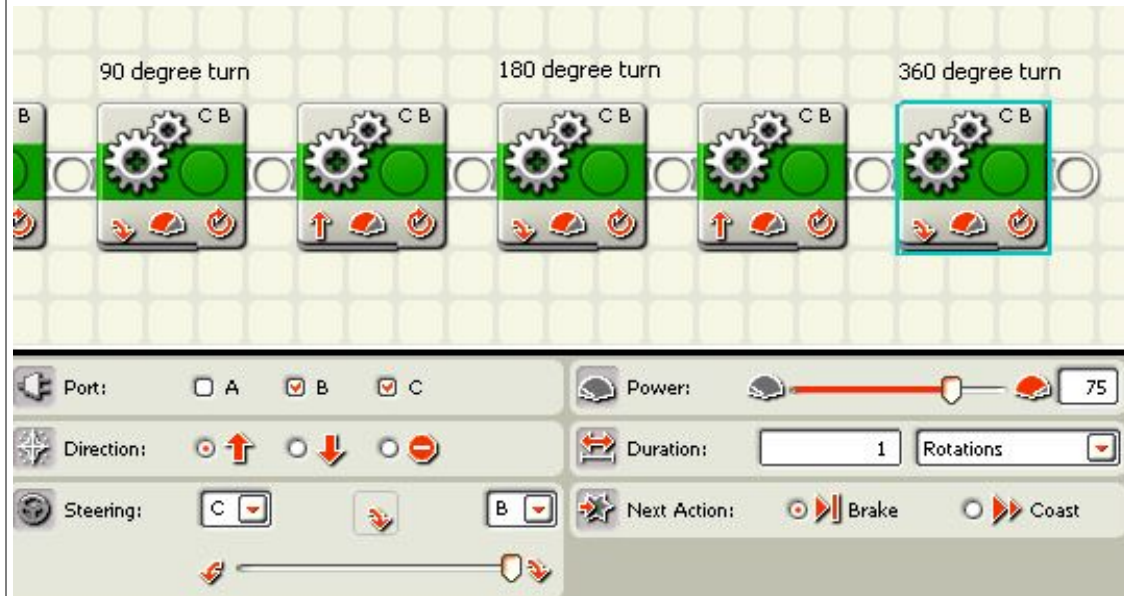 90 degree turn 180 degree turn 360 degree turn
B C B C B C B C B C B
Port: A B C Power: 75
Direction: Duration: 1 Rotations
Steering: C B Next Action: Brake Coast